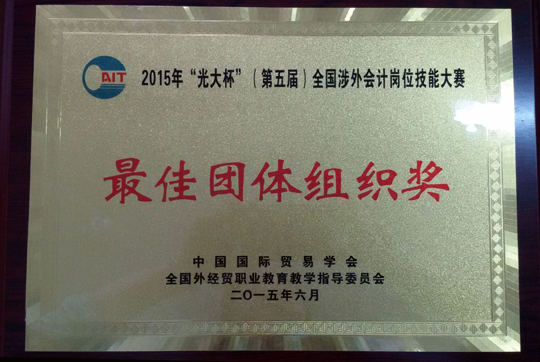 AIT
2015年“光大杯”（第五届）全国涉外会计岗位技能大赛
最佳团体组织奖
中国国际贸易学会
全国外经贸职业教育教学指导委员会
二〇一五年六月